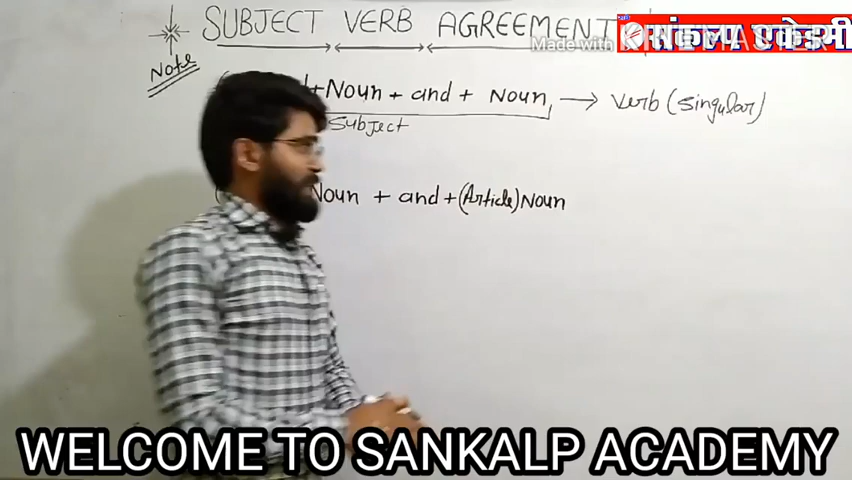 SUBJECT VERB AGREEMENT
संकल्प एकेडमी
Made with KINEMASTER
Note
+Noun + and + Noun → Verb (Singular)
Subject
Noun + and + (Article) Noun
WELCOME TO SANKALP ACADEMY